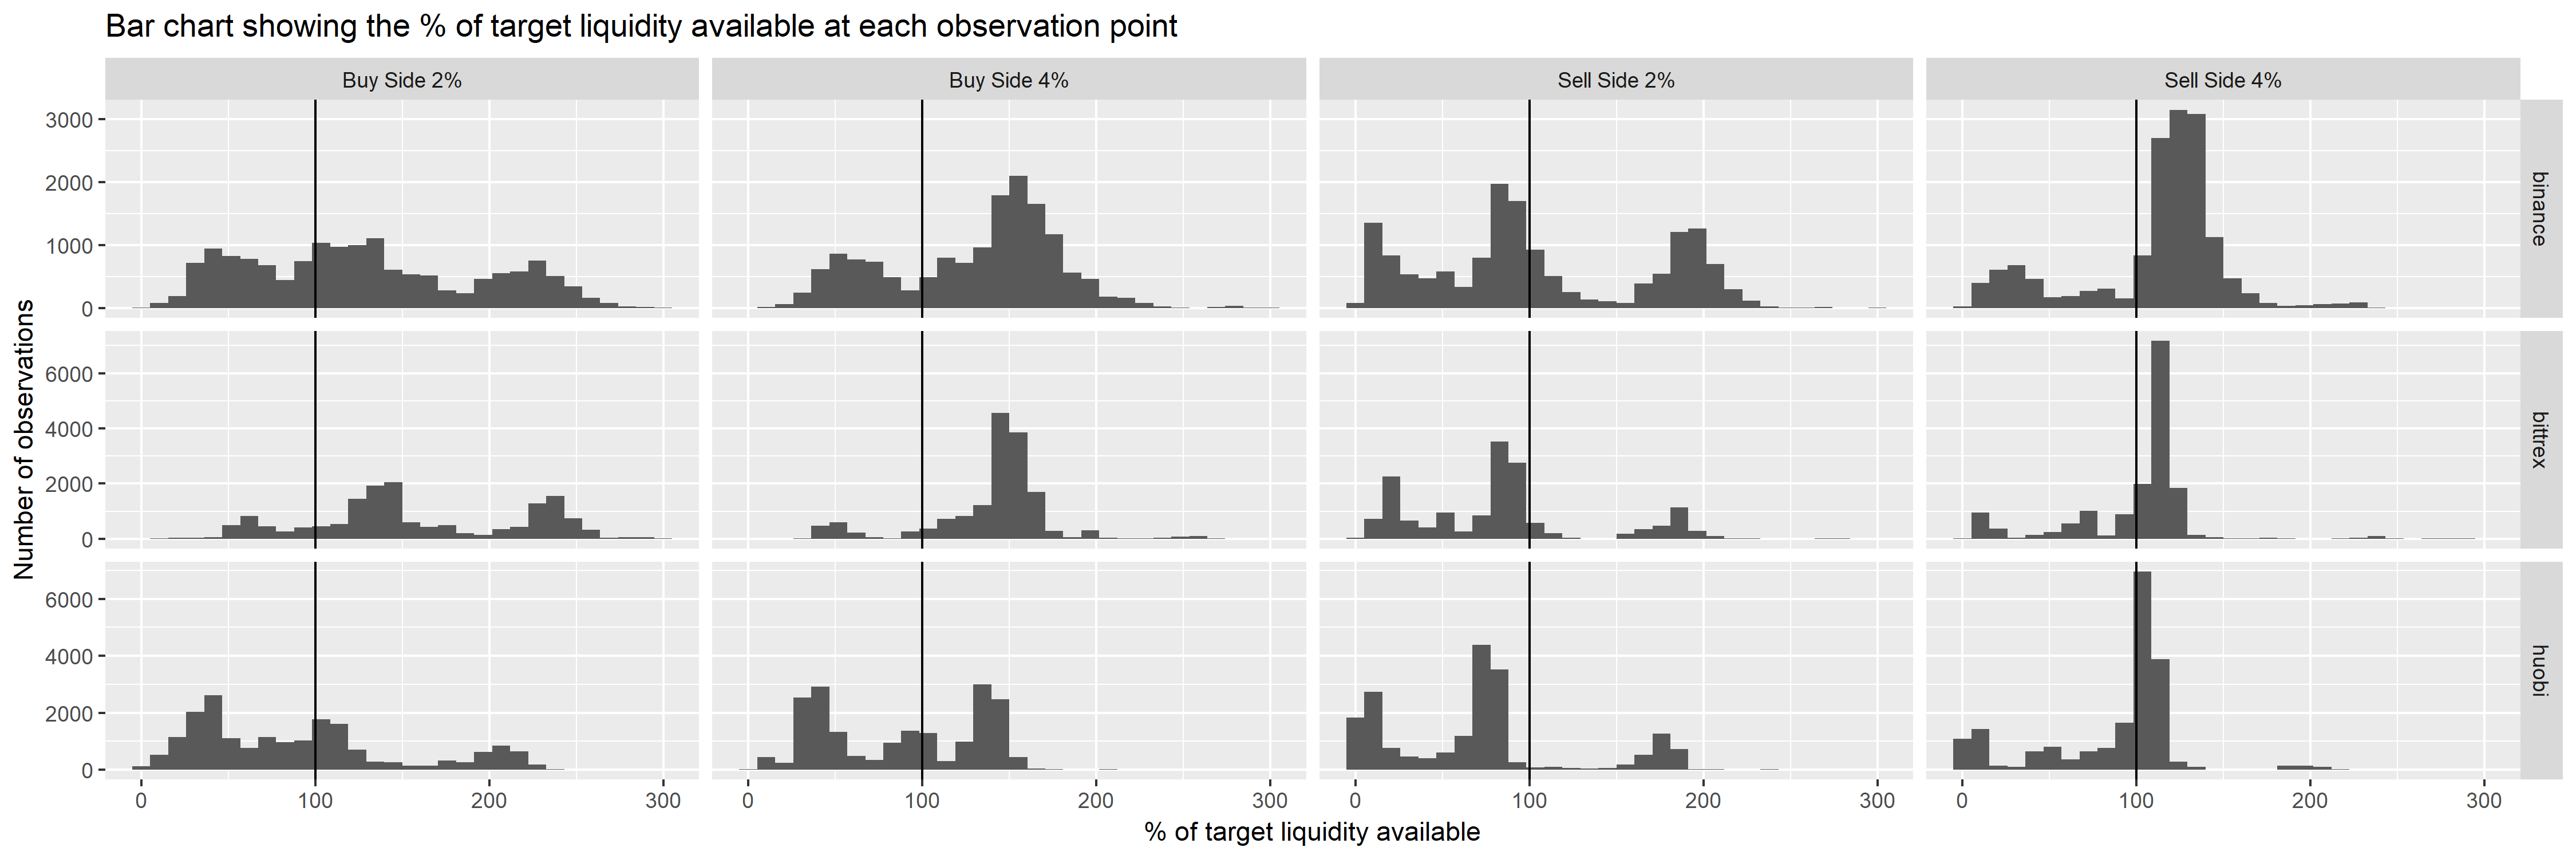 Bar chart showing the % of target liquidity available at each observation point
Buy Side 2% Buy Side 4% Sell Side 2% Sell Side 4%
Number of observations
3000
2000
1000
0
binance
6000
4000
2000
0
bittrex
6000
4000
2000
0
huobi
0 100 200 300 0 100 200 300 0 100 200 300 0 100 200 300
% of target liquidity available